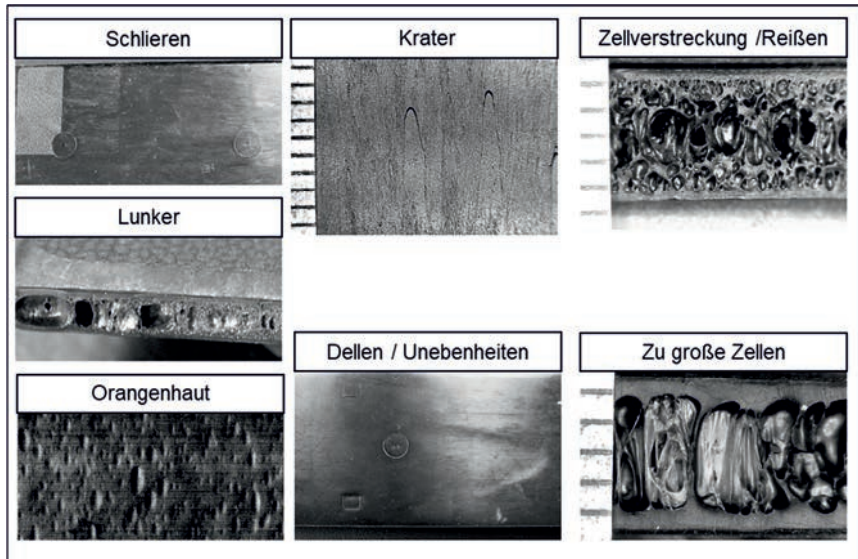 Schlieren
Krater
Zellverstreckung /Reißen
Lunker
Dellen / Unebenheiten
Zu große Zellen
Orangenhaut